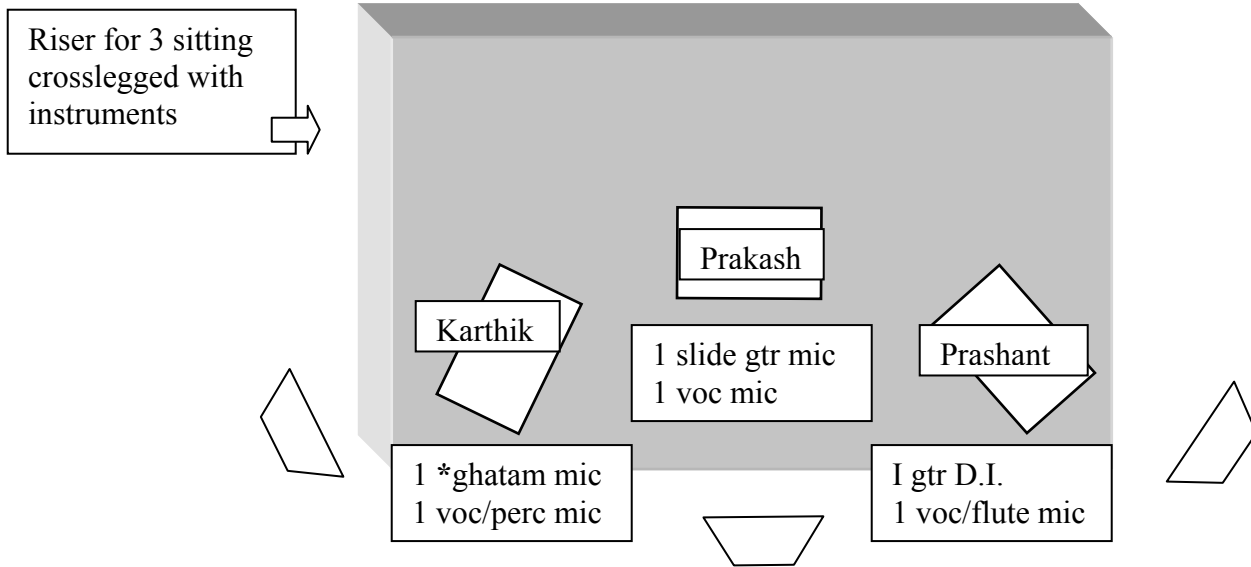 Riser for 3 sitting
crosslegged with
instruments
Prakash
Karthik
Prashant
1 slide gtr mic
1 voc mic
1 *ghatam mic
1 voc/perc mic
I gtr D.I.
1 voc/flute mic